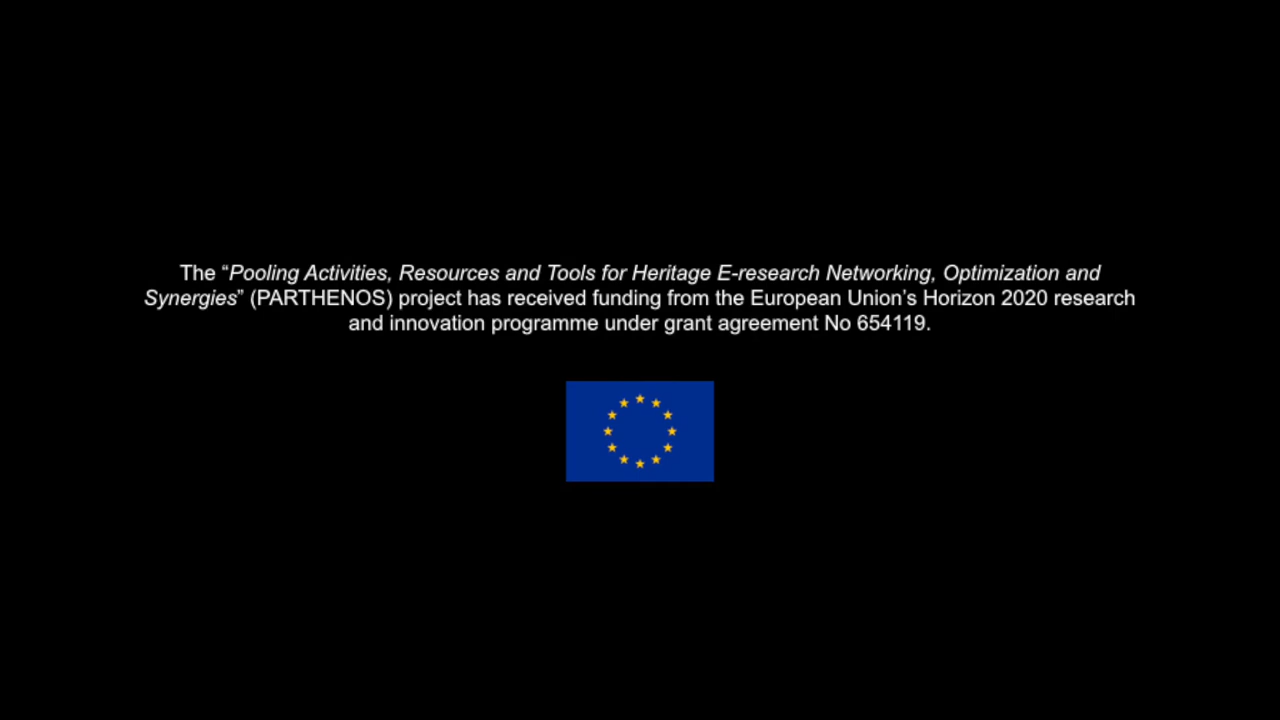 The “Pooling Activities, Resources and Tools for Heritage E-research Networking, Optimization and
Synergies” (PARTHENOS) project has received funding from the European Union’s Horizon 2020 research
and innovation programme under grant agreement No 654119.